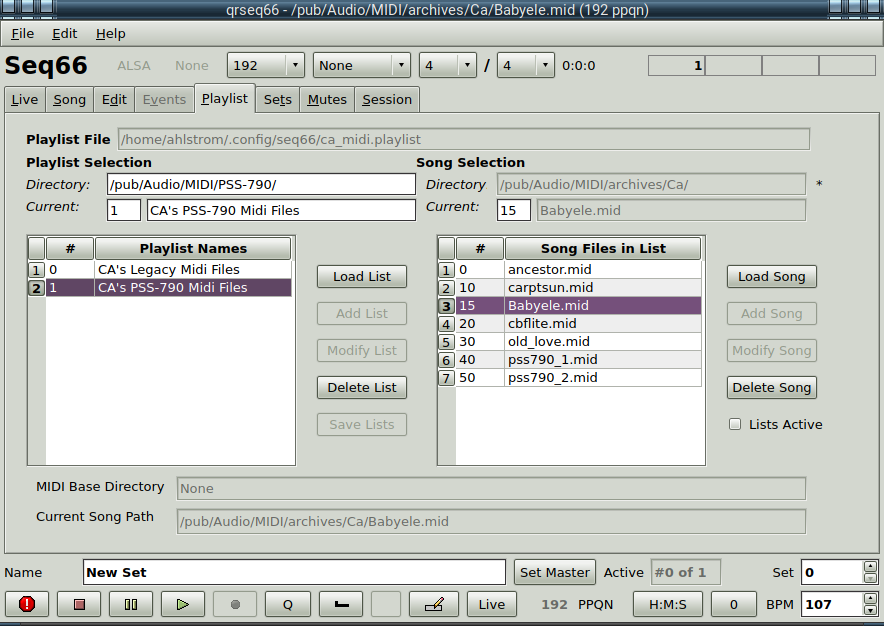 qrseq66 - /pub/Audio/MIDI/archives/Ca/Babyele.mid (192 ppqn)
File Edit Help
Seq66 ALSA None 192 None 4 / 4 0:0:0 1
Live Song Edit Events Playlist Sets Mutes Session
Playlist File /home/ahlstrom/.config/seq66/ca_midi.playlist
Playlist Selection Song Selection
Directory: /pub/Audio/MIDI/PSS-790/ Directory /pub/Audio/MIDI/archives/Ca/ *
Current: 1 CA's PSS-790 Midi Files Current: 15 Babyele.mid
# Playlist Names # Song Files in List
1 0 CA's Legacy Midi Files Load List 1 0 ancestor.mid Load Song
2 1 CA's PSS-790 Midi Files 2 10 carptsun.mid
3 15 Babyele.mid
Add List 4 20 cbflite.mid Add Song
5 30 old_love.mid
Modify List 6 40 pss790_1.mid Modify Song
7 50 pss790_2.mid
Delete List Delete Song
Save Lists Lists Active
MIDI Base Directory None
Current Song Path /pub/Audio/MIDI/archives/Ca/Babyele.mid
Name New Set Set Master Active #0 of 1 Set 0
Q Live 192 PPQN H:M:S 0 BPM 107